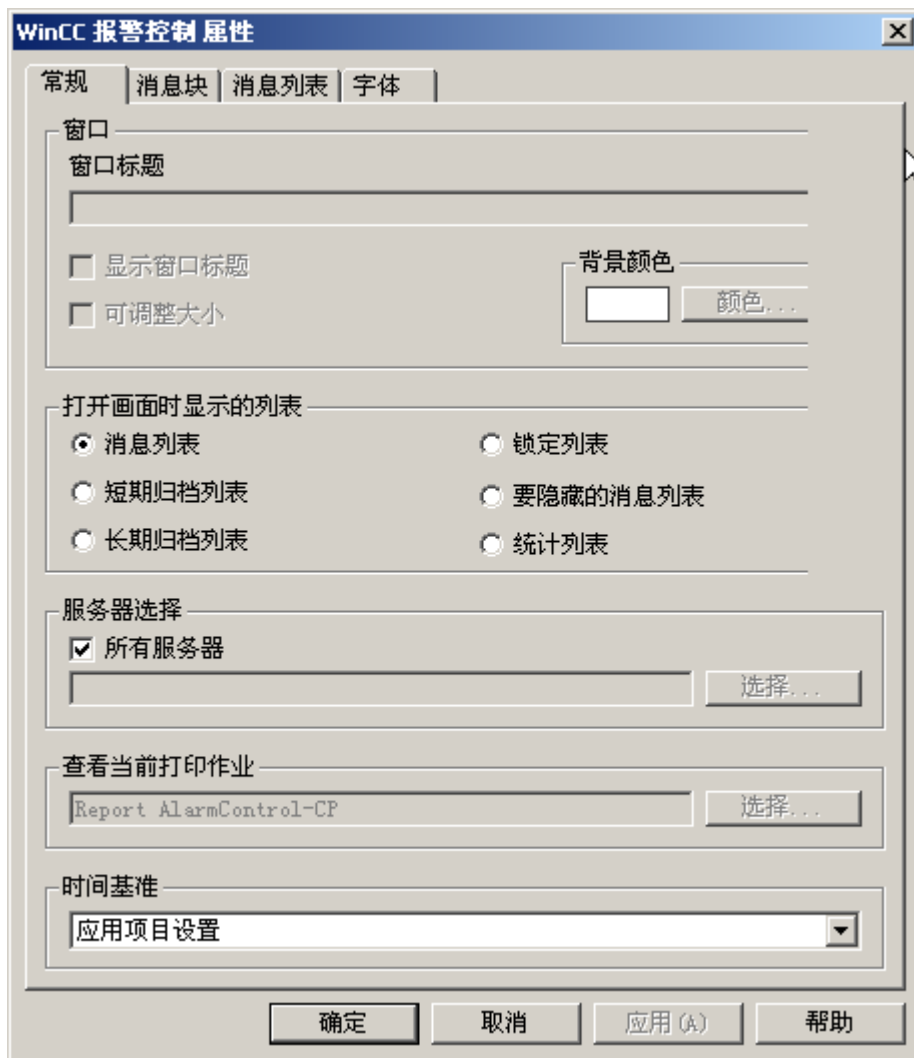 WinCC 报警控制 属性
常规 消息块 消息列表 字体
窗口
窗口标题
显示窗口标题
可调整大小
背景颜色
颜色...
打开画面时显示的列表
消息列表
短期归档列表
长期归档列表
锁定列表
要隐藏的消息列表
统计列表
服务器选择
所有服务器
选择...
查看当前打印作业
Report AlarmControl-CP
选择...
时间基准
应用项目设置
确定 取消 应用(A) 帮助